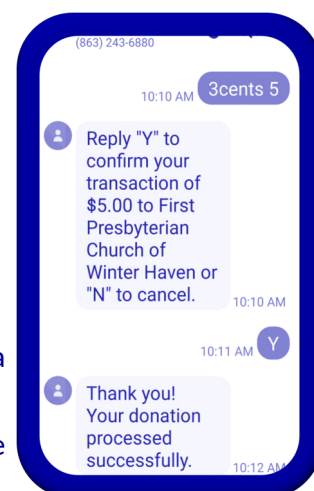 (863) 243-6880
10:10 AM 3cents 5
Reply "Y" to
confirm your
transaction of
$5.00 to First
Presbyterian
Church of
Winter Haven or
"N" to cancel.
10:10 AM
10:11 AM Y
a
Thank you!
Your donation
e
processed
successfully.
10:12 AM